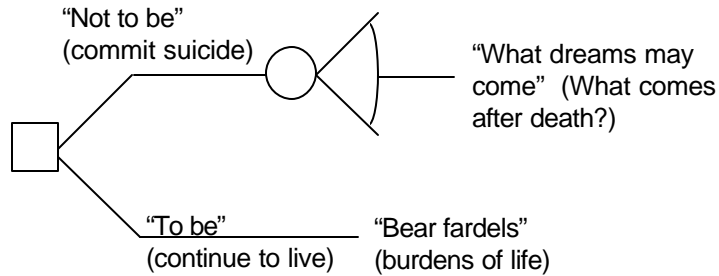 “Not to be”
(commit suicide)
“What dreams may
come”  (What comes
after death?)
“To be”
(continue to live)
“Bear fardels”
(burdens of life)